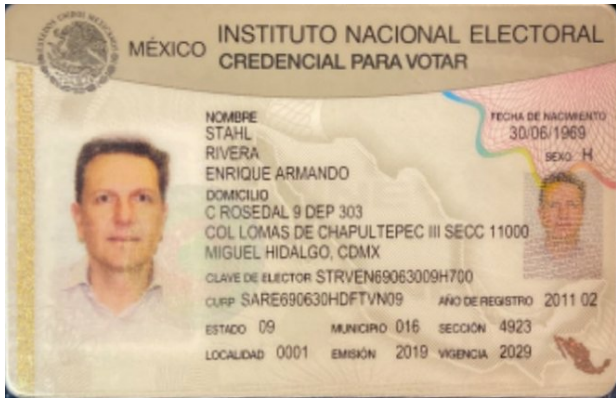 MÉXICO
INSTITUTO NACIONAL ELECTORAL
CREDENCIAL PARA VOTAR
NOMBRE
STAHL
RIVERA
ENRIQUE ARMANDO
FECHA DE NACIMIENTO
30/06/1969
SEXO H
DOMICILIO
C ROSEDAL 9 DEP 303
COL LOMAS DE CHAPULTEPEC III SECC 11000
MIGUEL HIDALGO, CDMX
CLAVE DE ELECTOR STRVEN69063009H700
CURP SARE690630HDFTVN09 AÑO DE REGISTRO 2011 02
ESTADO 09 MUNICIPIO 016 SECCIÓN 4923
LOCALIDAD 0001 EMISIÓN 2019 VIGENCIA 2029